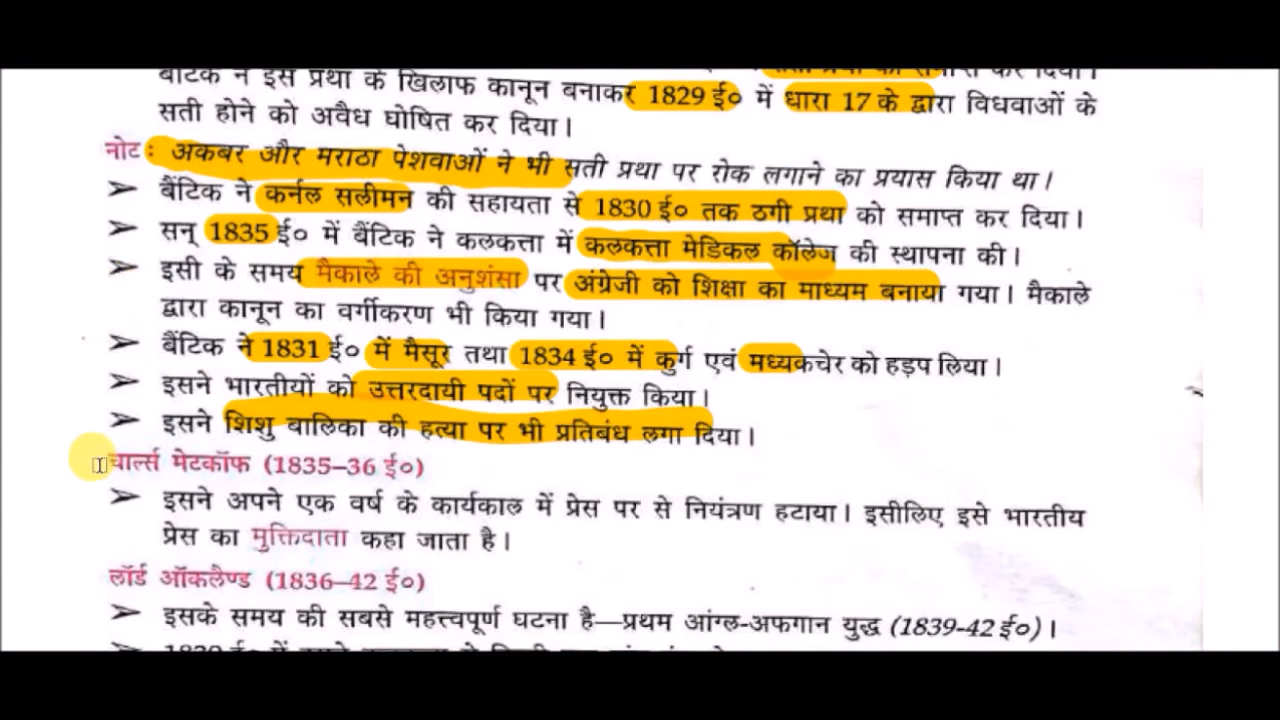 बैंटिक ने इस प्रथा के खिलाफ कानून बनाकर 1829 ई० में धारा 17 के द्वारा विधवाओं के
सती होने को अवैध घोषित कर दिया।
नोट : अकबर और मराठा पेशवाओं ने भी सती प्रथा पर रोक लगाने का प्रयास किया था।
➢ बैंटिक ने कर्नल सलीमन की सहायता से 1830 ई० तक ठगी प्रथा को समाप्त कर दिया।
➢ सन् 1835 ई० में बैंटिक ने कलकत्ता में कलकत्ता मेडिकल कॉलेज की स्थापना की।
➢ इसी के समय मैकाले की अनुशंसा पर अंग्रेजी को शिक्षा का माध्यम बनाया गया। मैकाले
द्वारा कानून का वर्गीकरण भी किया गया।
➢ बैंटिक ने 1831 ई० में मैसूर तथा 1834 ई० में कुर्ग एवं मध्यकचेर को हड़प लिया।
➢ इसने भारतीयों को उत्तरदायी पदों पर नियुक्त किया।
➢ इसने शिशु बालिका की हत्या पर भी प्रतिबंध लगा दिया।
चार्ल्स मेटकॉफ (1835–36 ई०)
➢ इसने अपने एक वर्ष के कार्यकाल में प्रेस पर से नियंत्रण हटाया। इसीलिए इसे भारतीय
प्रेस का मुक्तिदाता कहा जाता है।
लॉर्ड ऑकलैण्ड (1836–42 ई०)
➢ इसके समय की सबसे महत्त्वपूर्ण घटना है—प्रथम आंग्ल-अफगान युद्ध (1839-42 ई०)।